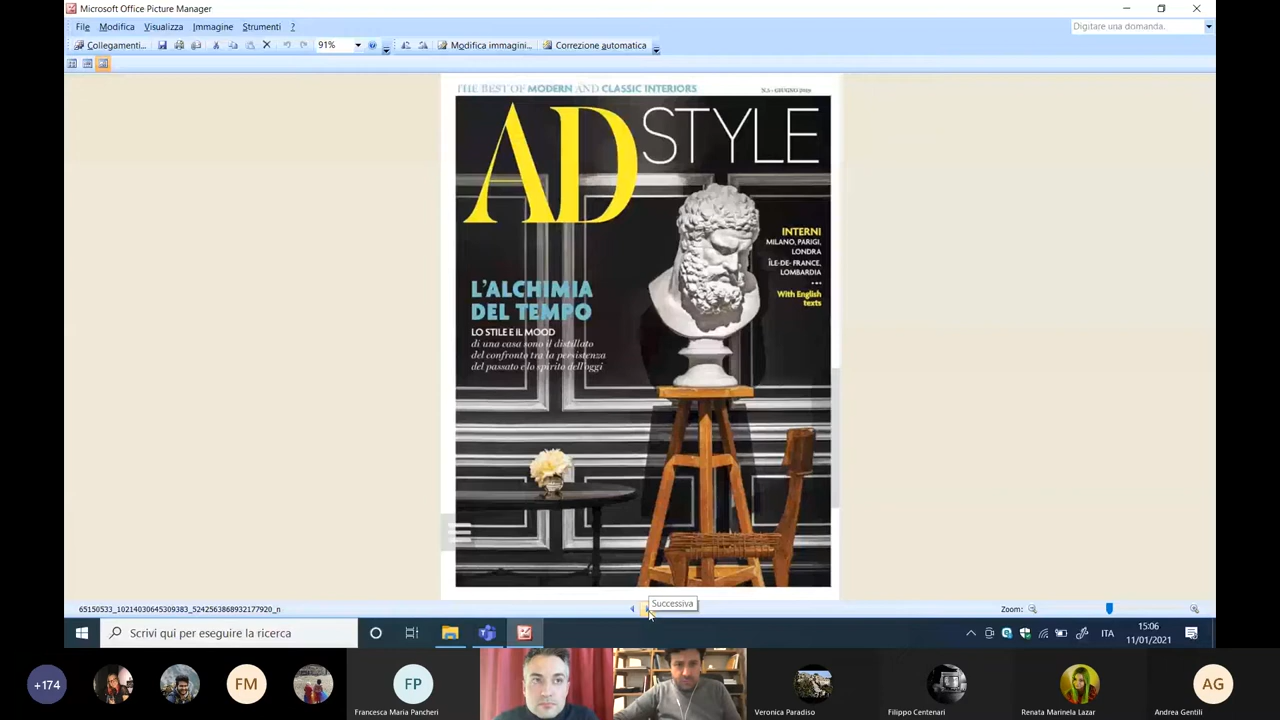 Microsoft Office Picture Manager
File Modifica Visualizza Immagine Strumenti ?
Digitare una domanda.
Collegamenti... 91% Modifica immagini... Correzione automatica
THE BEST OF MODERN AND CLASSIC INTERIORS
AD STYLE
INTERNI
MILANO, PARIGI,
LONDRA
ÎLE-DE-FRANCE,
LOMBARDIA
With English
texts
L'ALCHIMIA
DEL TEMPO
LO STILE E IL MOOD
di una casa sono il distillato
del confronto tra la persistenza
del passato e lo spirito dell'oggi
Successiva
65150533_10214030645309383_5242563868932177920_n
Zoom:
Scrivi qui per eseguire la ricerca
ITA
15:06
11/01/2021
+174
FM
FP
Francesca Maria Pancheri
Veronica Paradiso
Filippo Centenari
Renata Marinela Lazar
AG
Andrea Gentili